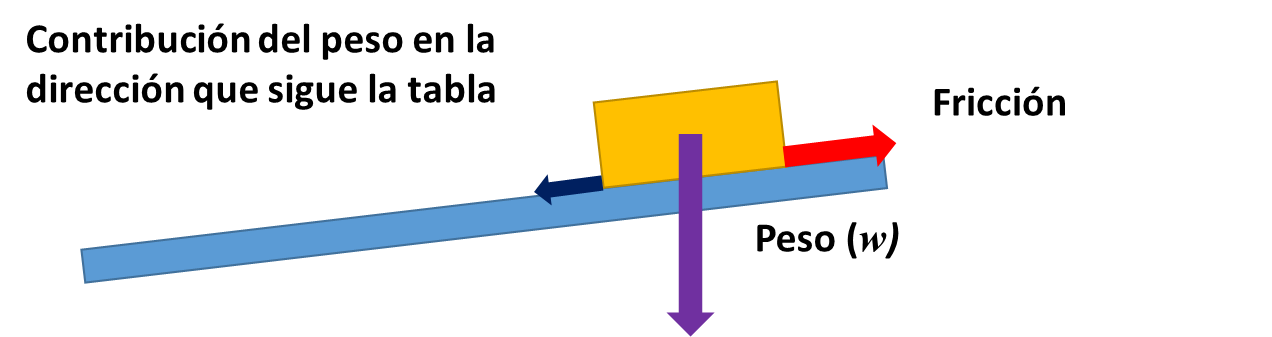 Contribución del peso en la
dirección que sigue la tabla
Fricción
Peso (w)